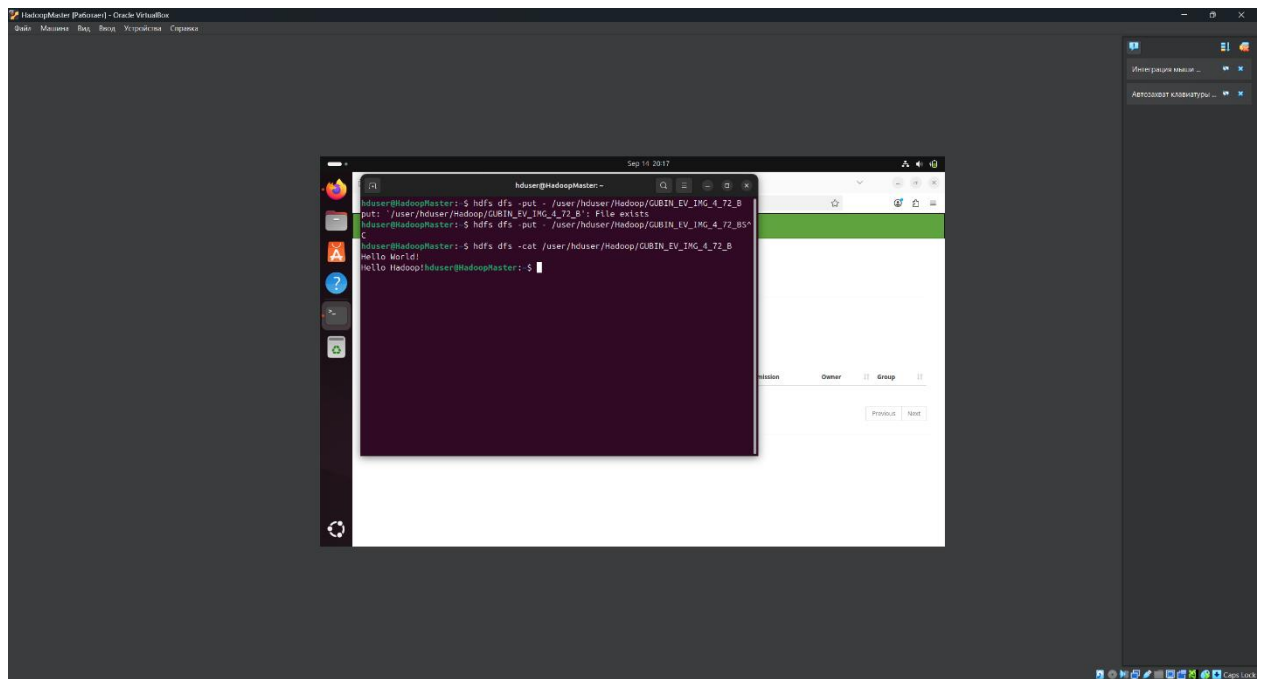 HadoopMaster [Работает] - Oracle VirtualBox
Файл Машина Вид Ввод Устройства Справка
Интеграция мыши ...
Автозахват клавиатуры ...
Sep 14 20:17
hduser@HadoopMaster: ~
hduser@HadoopMaster:~$ hdfs dfs -put - /user/hduser/Hadoop/GUBIN_EV_IMG_4_72_B
put: `/user/hduser/Hadoop/GUBIN_EV_IMG_4_72_B': File exists
hduser@HadoopMaster:~$ hdfs dfs -put - /user/hduser/Hadoop/GUBIN_EV_IMG_4_72_BS^
C
hduser@HadoopMaster:~$ hdfs dfs -cat /user/hduser/Hadoop/GUBIN_EV_IMG_4_72_B
Hello World!
Hello Hadoop!hduser@HadoopMaster:~$
mission Owner Group
Previous Next
Caps Lock